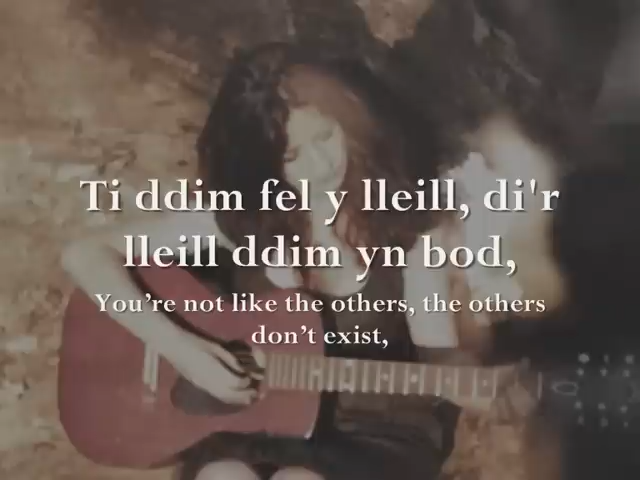 Ti ddim fel y lleill, di'r
lleill ddim yn bod,
You’re not like the others, the others
don’t exist,